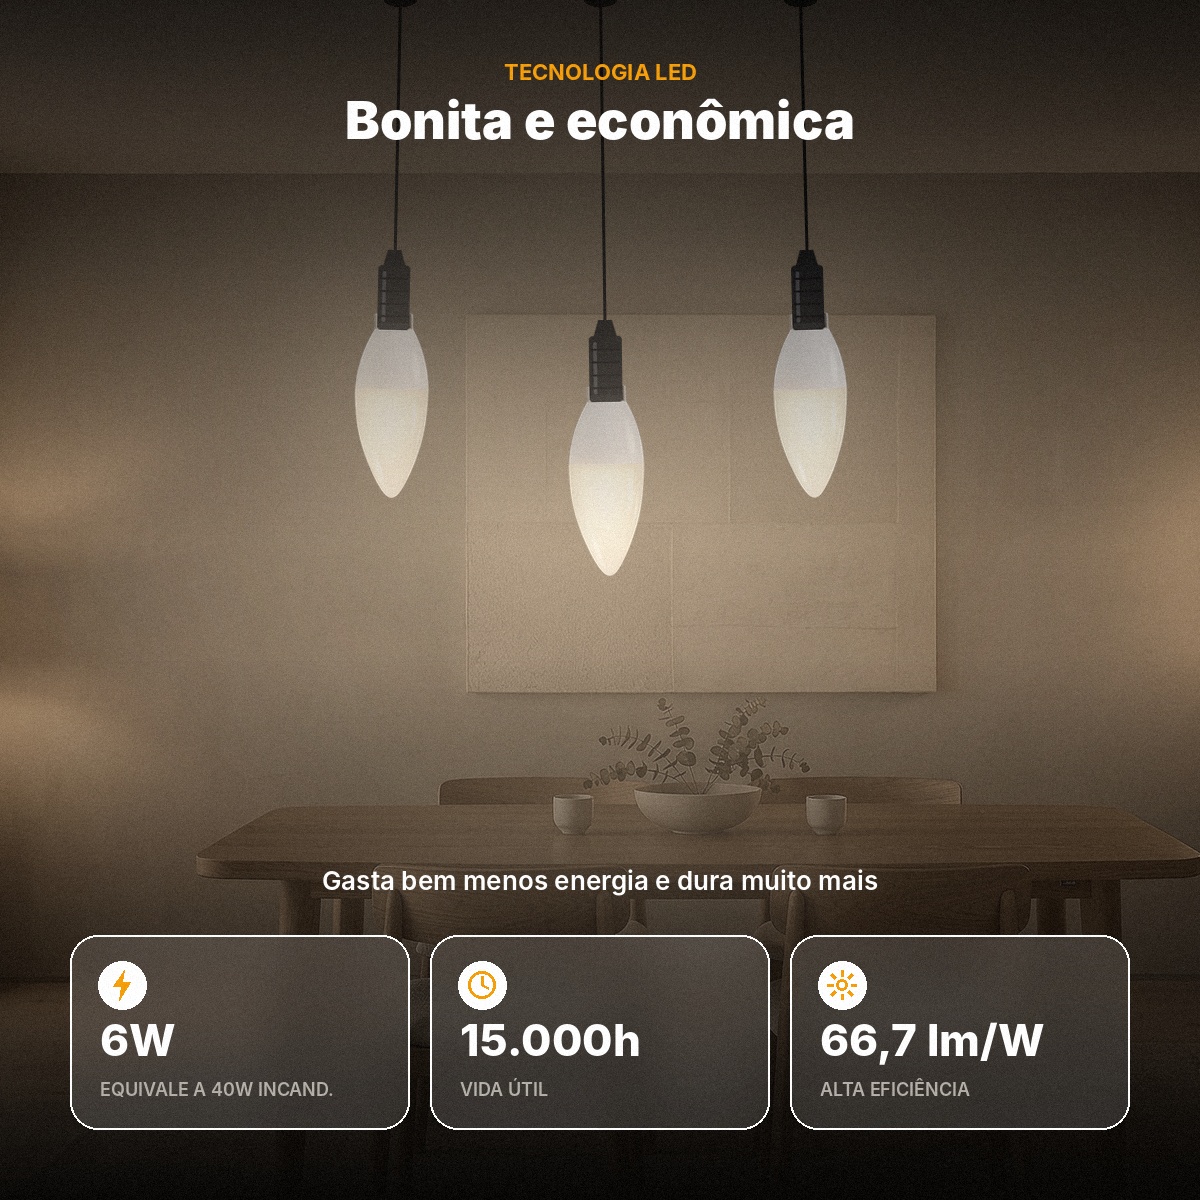 TECNOLOGIA LED
Bonita e econômica
Gasta bem menos energia e dura muito mais
6W
EQUIVALE A 40W INCAND.
15.000h
VIDA ÚTIL
66,7 lm/W
ALTA EFICIÊNCIA